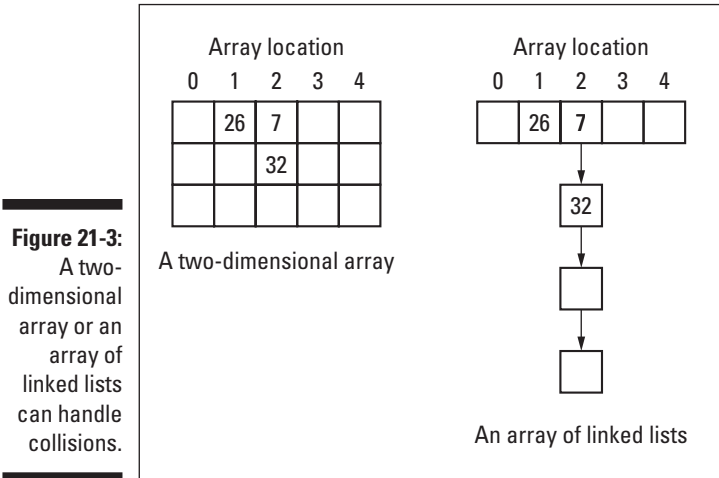 Figure 21-3:
A two-
dimensional
array or an
array of
linked lists
can handle
collisions.
Array location
0 1 2 3 4
26 7
32
A two-dimensional array
Array location
0 1 2 3 4
26 7
32
An array of linked lists